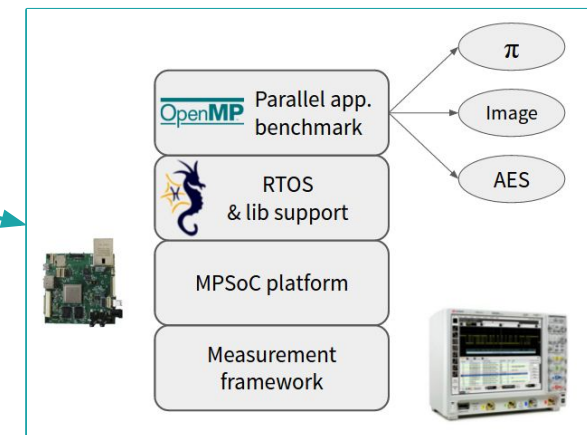 π
OpenMP
Parallel app.
benchmark
Image
AES
RTOS
& lib support
MPSoC platform
Measurement
framework